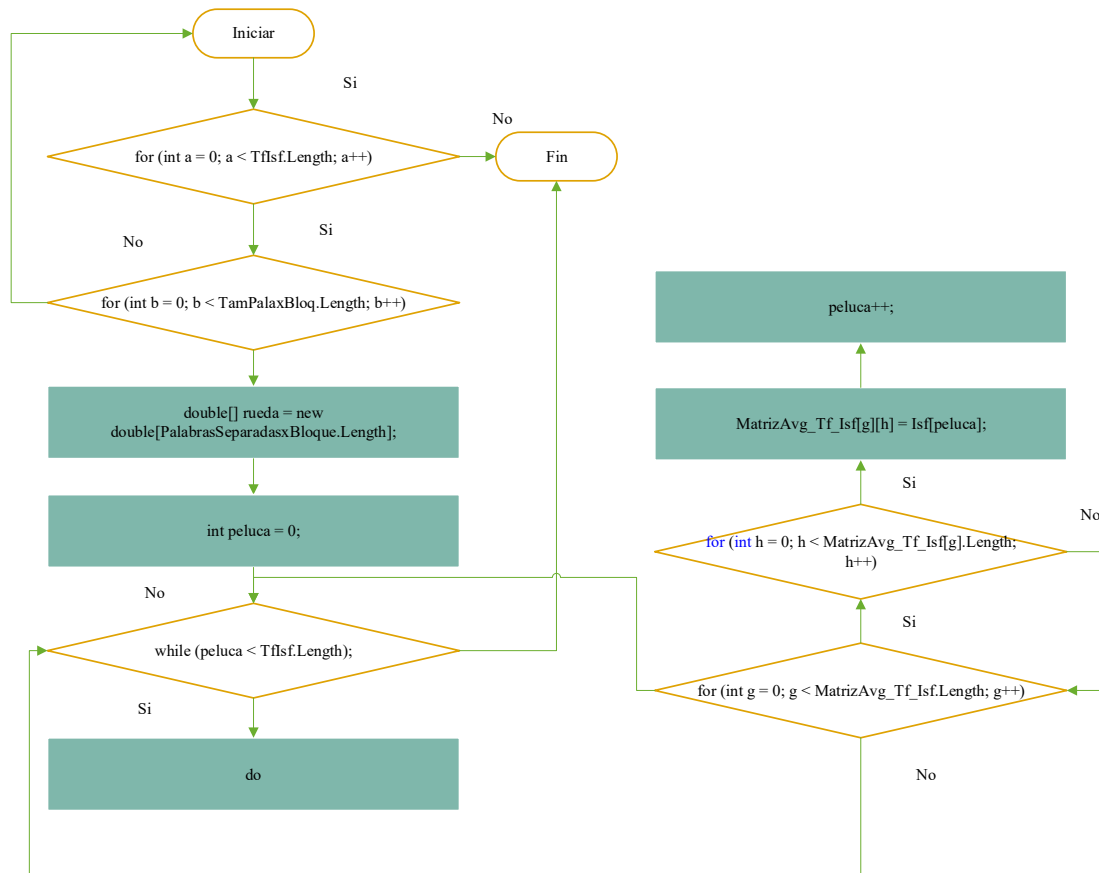 Iniciar
Si
for (int a = 0; a < TfIsf.Length; a++)
No
Fin
Si
No
for (int b = 0; b < TamPalaxBloq.Length; b++)
double[] rueda = new
double[PalabrasSeparadasxBloque.Length];
int peluca = 0;
No
while (peluca < TfIsf.Length);
Si
do
peluca++;
MatrizAvg_Tf_Isf[g][h] = Isf[peluca];
Si
No
for (int h = 0; h < MatrizAvg_Tf_Isf[g].Length;
h++)
Si
for (int g = 0; g < MatrizAvg_Tf_Isf.Length; g++)
No